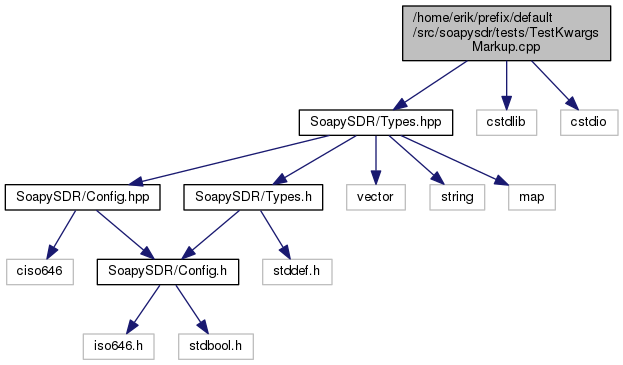 /home/erik/prefix/default
/src/soapysdr/tests/TestKwargs
Markup.cpp
SoapySDR/Types.hpp
cstdlib
cstdio
SoapySDR/Config.hpp
SoapySDR/Types.h
vector
string
map
ciso646
SoapySDR/Config.h
stddef.h
iso646.h
stdbool.h